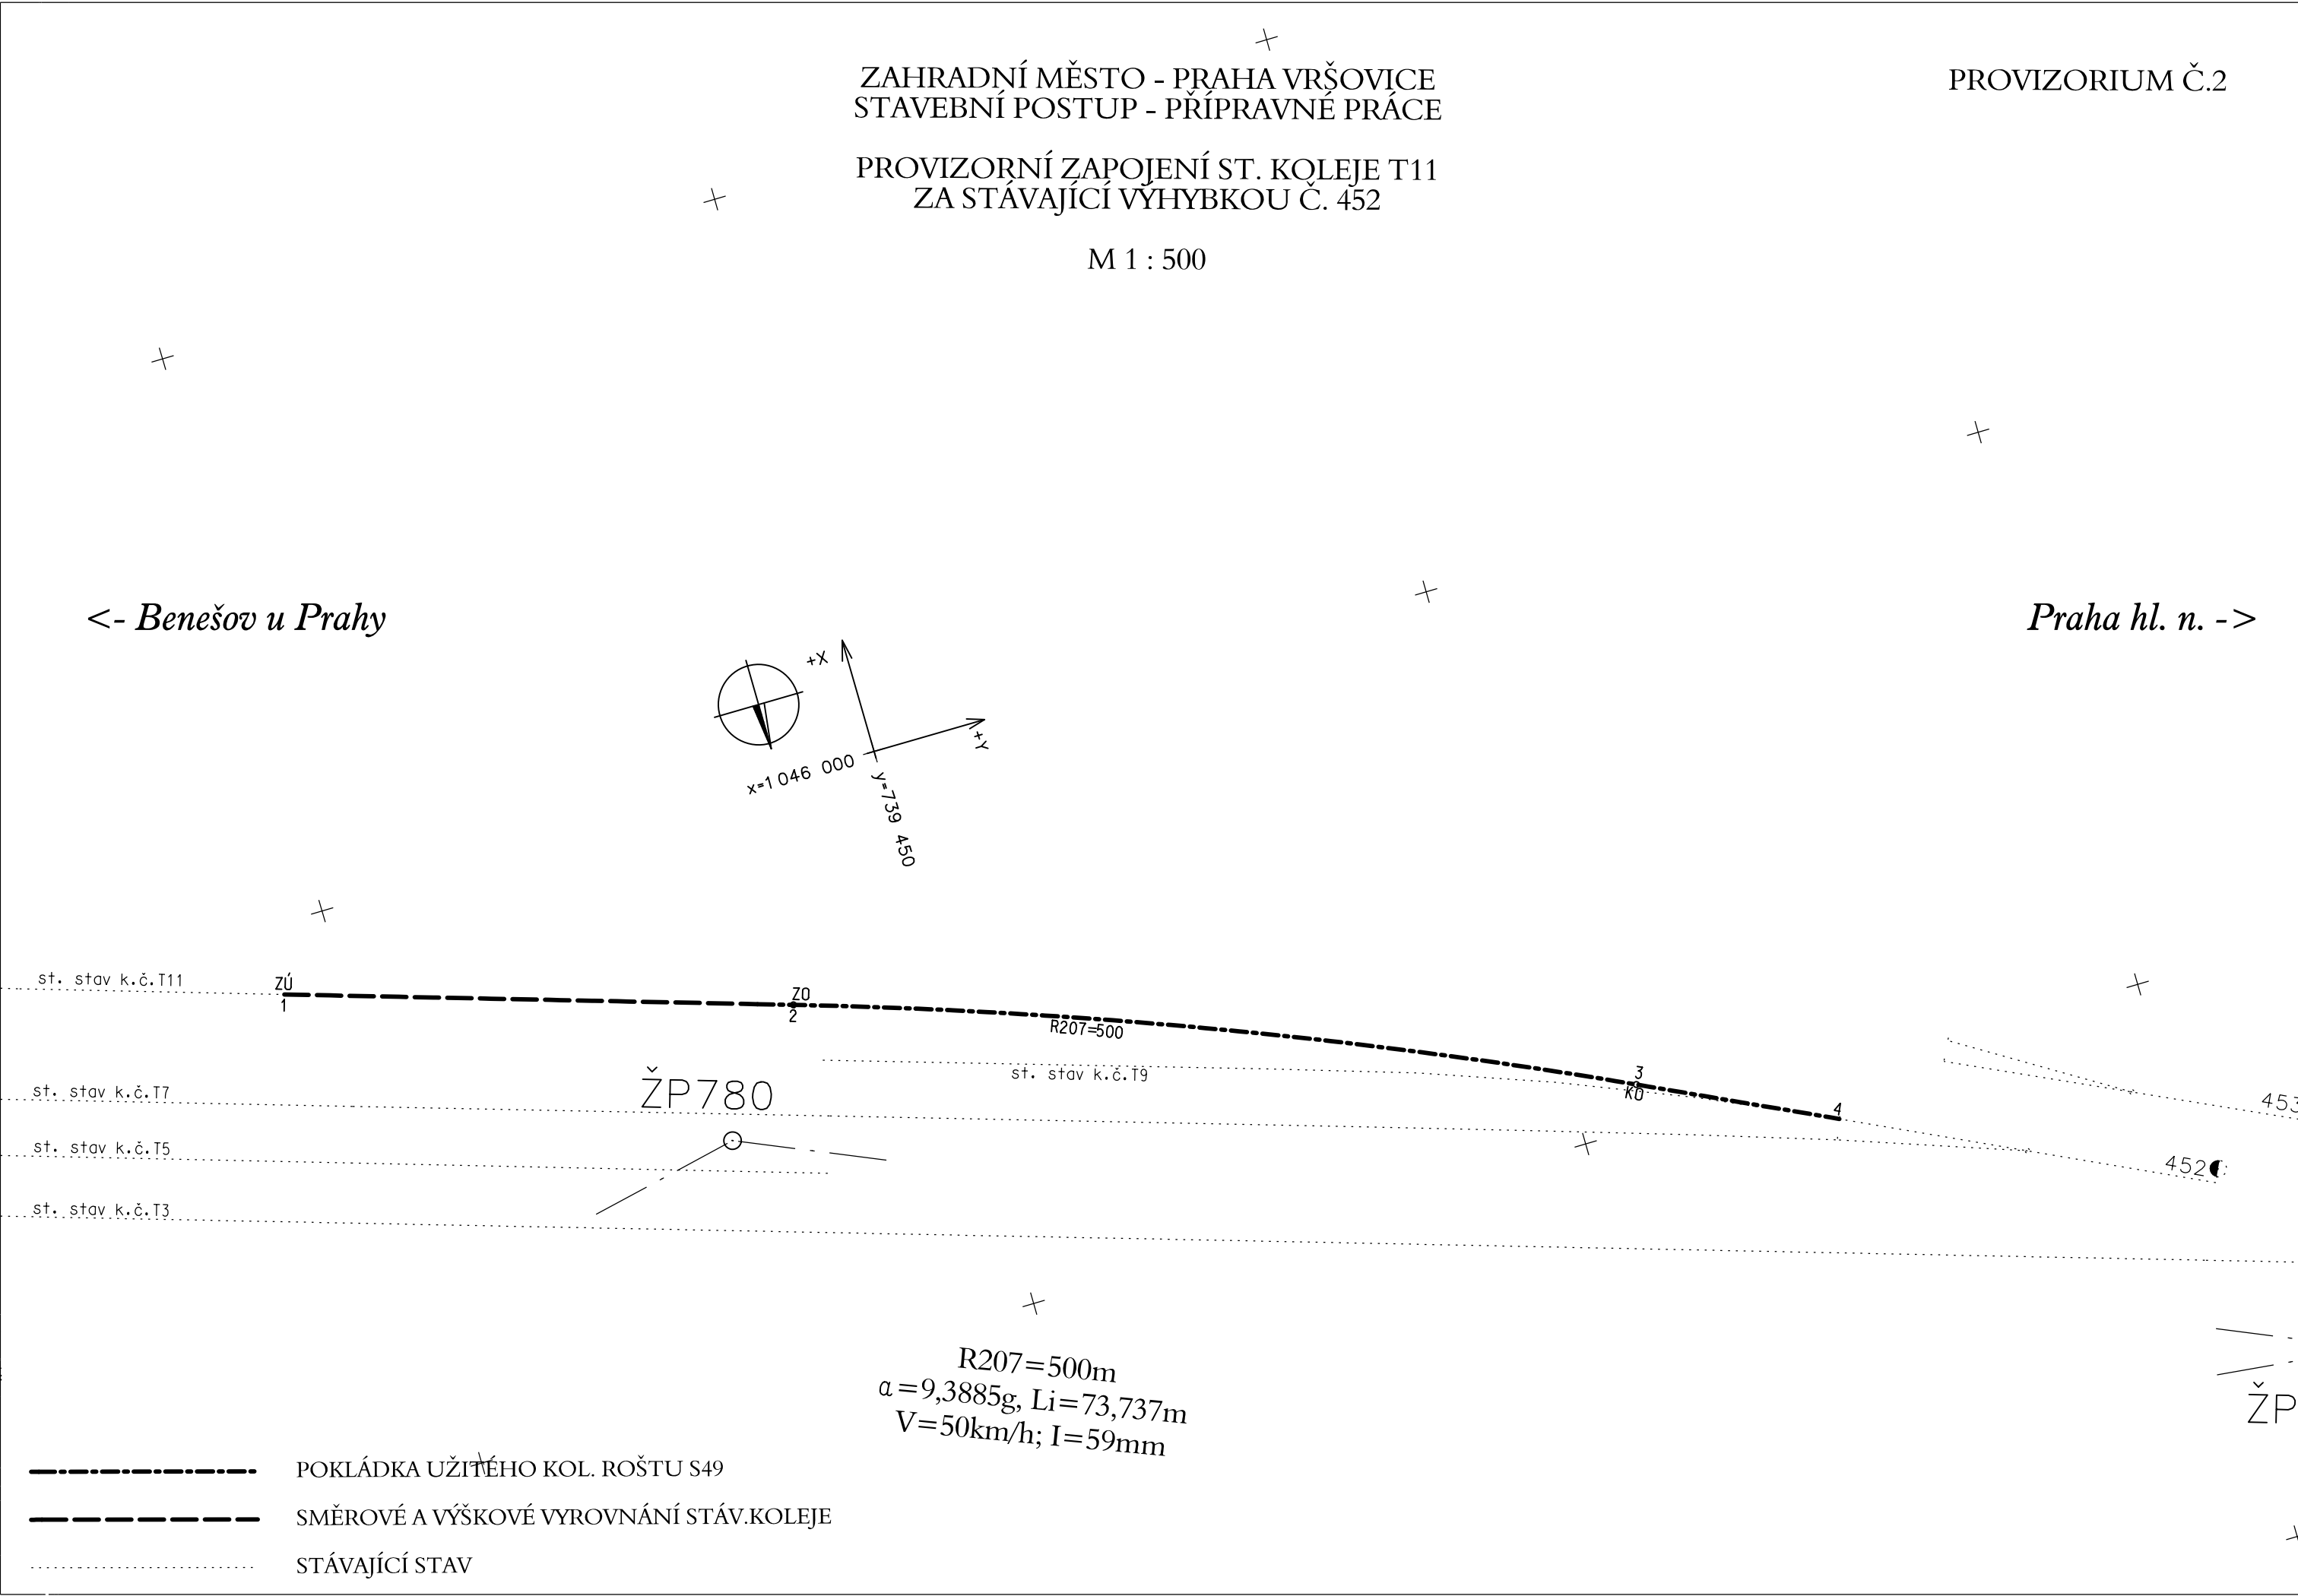 ZAHRADNÍ MĚSTO - PRAHA VRŠOVICE
STAVEBNÍ POSTUP - PŘÍPRAVNÉ PRÁCE
PROVIZORIUM Č.2
PROVIZORNÍ ZAPOJENÍ ST. KOLEJE T11
ZA STÁVAJÍCÍ VÝHYBKOU Č. 452
M 1 : 500
<- Benešov u Prahy
Praha hl. n. ->
+X
+Y
x=1 046 000
y=739 450
st. stav k.č.T11
ZÚ
1
ZO
2
R207=500
st. stav k.č.T9
3
KO
4
453
st. stav k.č.T7
ŽP780
st. stav k.č.T5
452
st. stav k.č.T3
R207=500m
α=9,3885g, Li=73,737m
V=50km/h; I=59mm
ŽP
POKLÁDKA UŽITÉHO KOL. ROŠTU S49
SMĚROVÉ A VÝŠKOVÉ VYROVNÁNÍ STÁV.KOLEJE
STÁVAJÍCÍ STAV